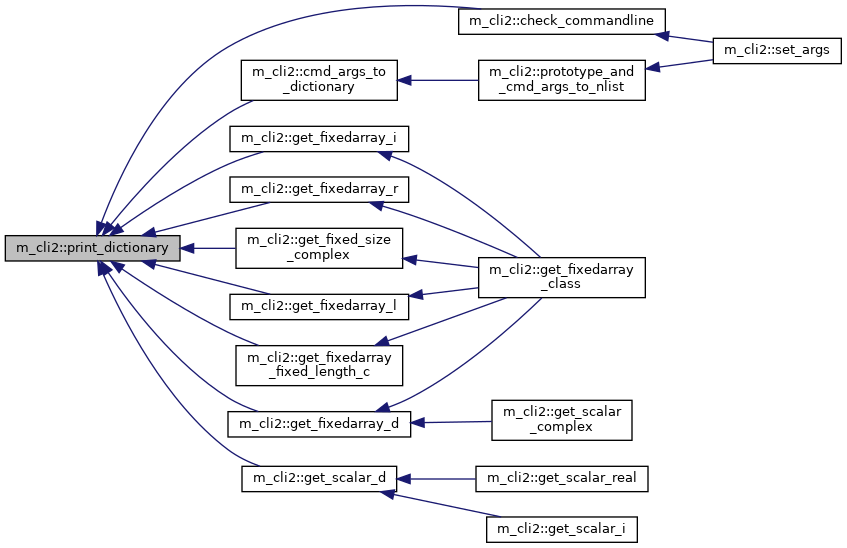 m_cli2::check_commandline
m_cli2::set_args
m_cli2::cmd_args_to
_dictionary
m_cli2::prototype_and
_cmd_args_to_nlist
m_cli2::get_fixedarray_i
m_cli2::get_fixedarray_r
m_cli2::print_dictionary
m_cli2::get_fixed_size
_complex
m_cli2::get_fixedarray
_class
m_cli2::get_fixedarray_l
m_cli2::get_fixedarray
_fixed_length_c
m_cli2::get_fixedarray_d
m_cli2::get_scalar
_complex
m_cli2::get_scalar_d
m_cli2::get_scalar_real
m_cli2::get_scalar_i